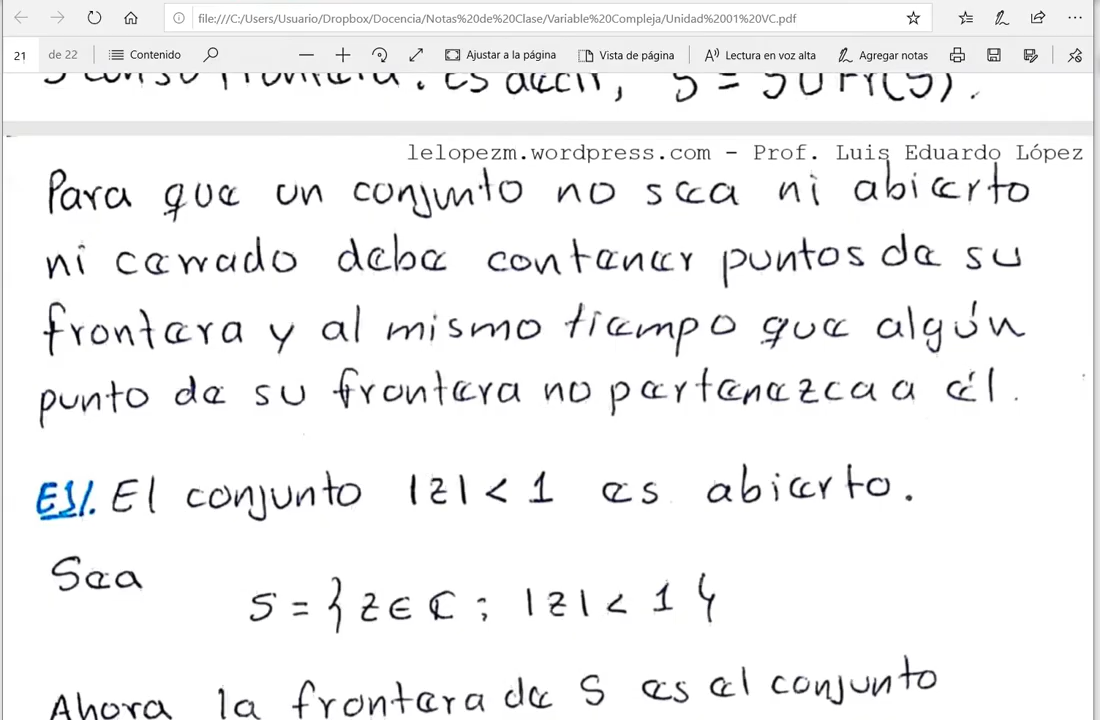 file:///C:/Users/Usuario/Dropbox/Docencia/Notas%20de%20Clase/Variable%20Compleja/Unidad%2001%20VC.pdf
21 de 22 Contenido Ajustar a la página Vista de página Lectura en voz alta Agregar notas
frontera. Es decir,
lelopezm.wordpress.com - Prof. Luis Eduardo López
Para que un conjunto no sea ni abierto
ni cerrado debe contener puntos de su
frontera y al mismo tiempo que algún
punto de su frontera no pertenezca a él.
EJ/. El conjunto |z| < 1 es abierto.
Sea
S = { z ∈ ℂ ; |z| < 1 }
Ahora la frontera de S es el conjunto